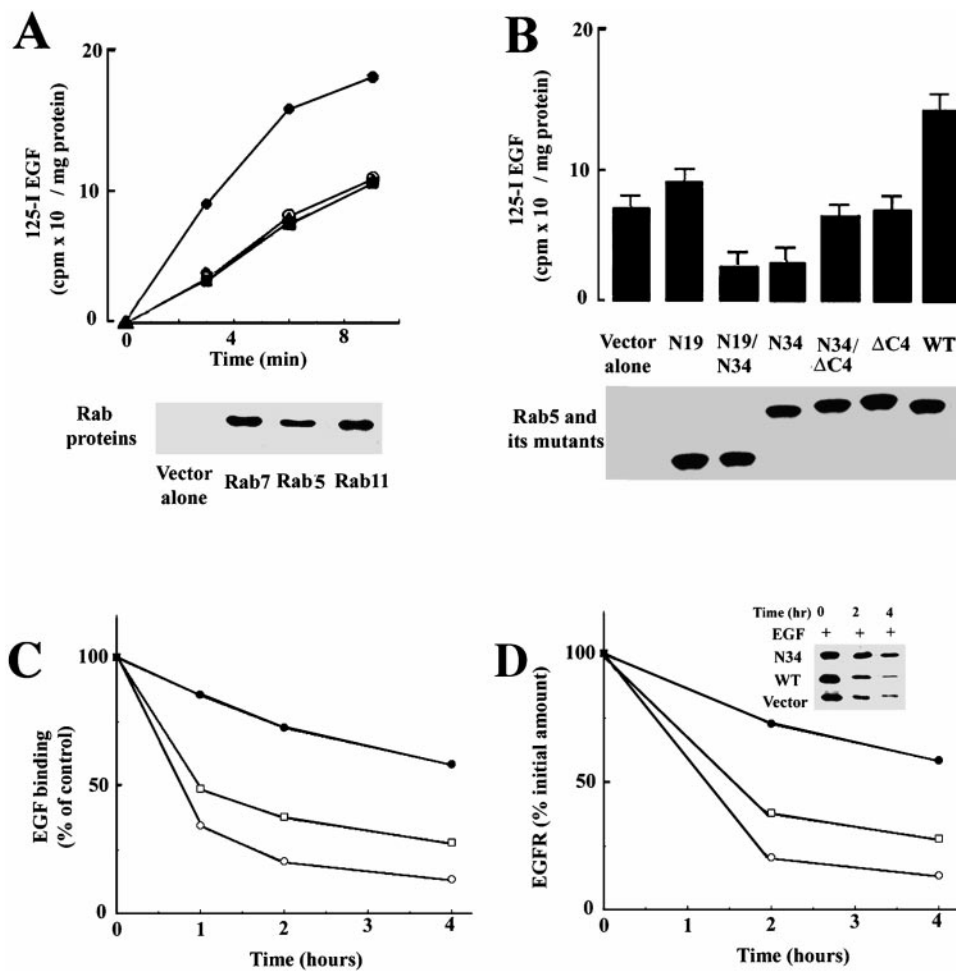 A
20
10
0
125-I EGF
(cpm x 10 / mg protein)
0 4 8
Time (min)
Rab
proteins
Vector
alone
Rab7 Rab5 Rab11
B
20
10
0
125-I EGF
(cpm x 10 / mg protein)
Vector
alone
N19
N19/
N34
N34
N34/
ΔC4
ΔC4
WT
Rab5 and
its mutants
C
100
50
0
EGF binding
(% of control)
0 1 2 3 4
Time (hours)
D
100
50
0
EGFR (% initial amount)
Time (hr) 0 2 4
EGF + + +
N34
WT
Vector
0 1 2 3 4
Time (hours)